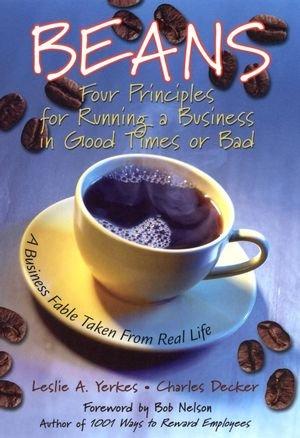 BEANS
Four Principles
for Running a Business
in Good Times or Bad
A Business Fable Taken From Real Life
Leslie A. Yerkes • Charles Decker
Foreword by Bob Nelson
Author of 1001 Ways to Reward Employees